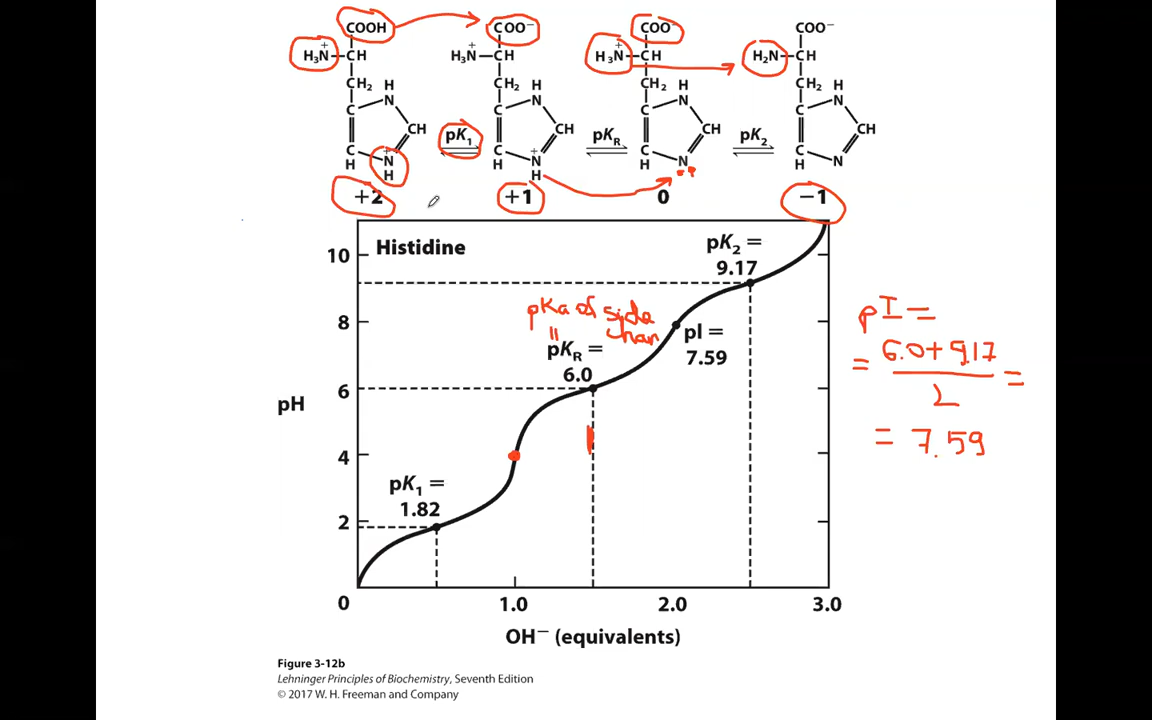 COOH COO⁻ COO⁻ COO⁻
H₃N⁺—CH H₃N⁺—CH H₃N⁺—CH H₂N—CH
CH₂ H CH₂ H CH₂ H CH₂ H
C N C N C N C N
CH CH CH CH
pK₁ pK_R pK₂
C N⁺ C N⁺ C N C N
H H H H H H
+2 +1 0 −1
Histidine
10
8
6
4
2
0
pH
pK₂ =
9.17
pKa of side
chan
"
pK_R =
6.0
pI =
7.59
pK₁ =
1.82
1.0 2.0 3.0
OH⁻ (equivalents)
pI =
= 6.0 + 9.17 =
2
= 7.59
Figure 3-12b
Lehninger Principles of Biochemistry, Seventh Edition
© 2017 W. H. Freeman and Company